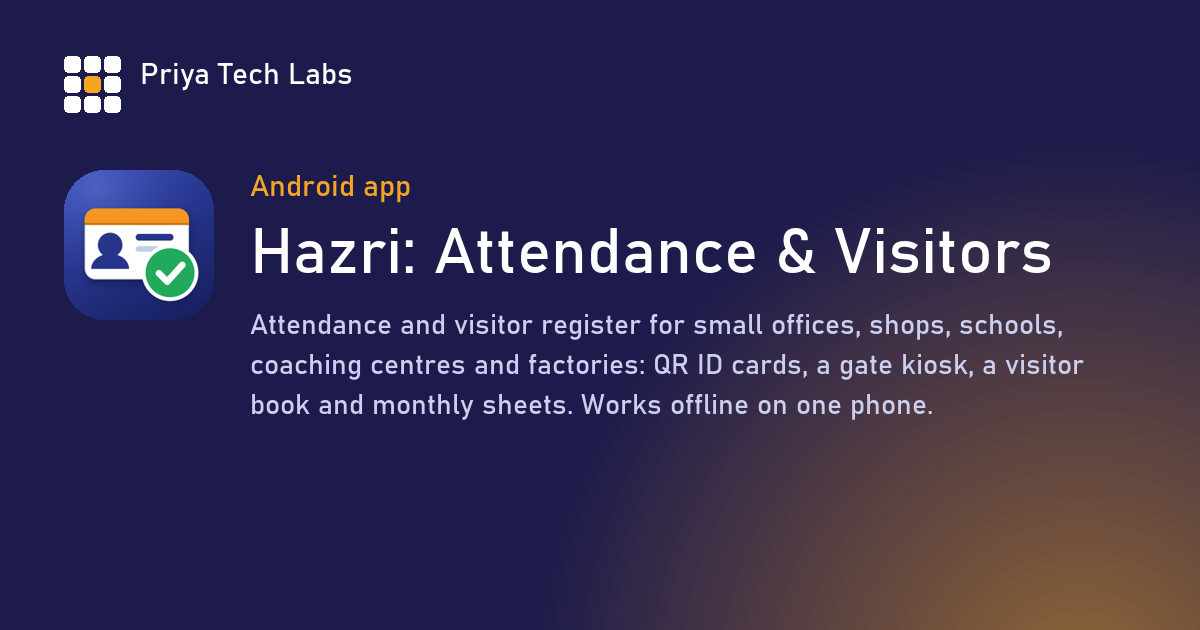 Priya Tech Labs
Android app
Hazri: Attendance & Visitors
Attendance and visitor register for small offices, shops, schools,
coaching centres and factories: QR ID cards, a gate kiosk, a visitor
book and monthly sheets. Works offline on one phone.